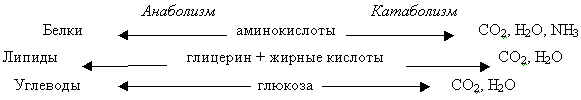 Анаболизм Катаболизм
Белки аминокислоты CO2, H2O, NH3
Липиды глицерин + жирные кислоты CO2, H2O
Углеводы глюкоза CO2, H2O